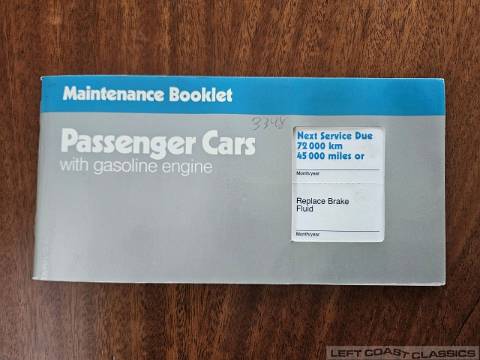 Maintenance Booklet
3348
Passenger Cars
with gasoline engine
Next Service Due
72 000 km
45 000 miles or
Month/year
Replace Brake
Fluid
Month/year
LEFT COAST CLASSICS